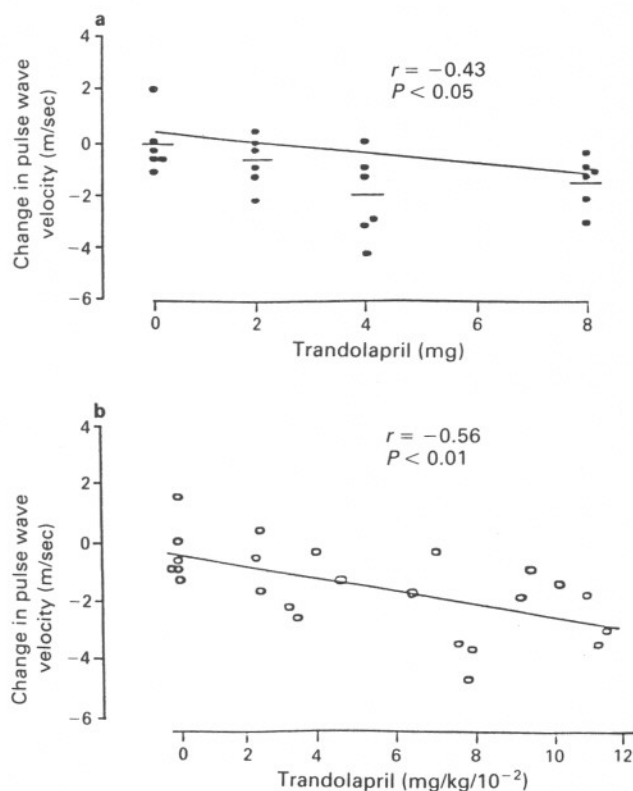 a
4
2
0
−2
−4
−6
Change in pulse wave
velocity (m/sec)
r = −0.43
P < 0.05
0
2
4
6
8
Trandolapril (mg)
b
4
2
0
−2
−4
−6
Change in pulse wave
velocity (m/sec)
r = −0.56
P < 0.01
0
2
4
6
8
10
12
Trandolapril (mg/kg/10⁻²)